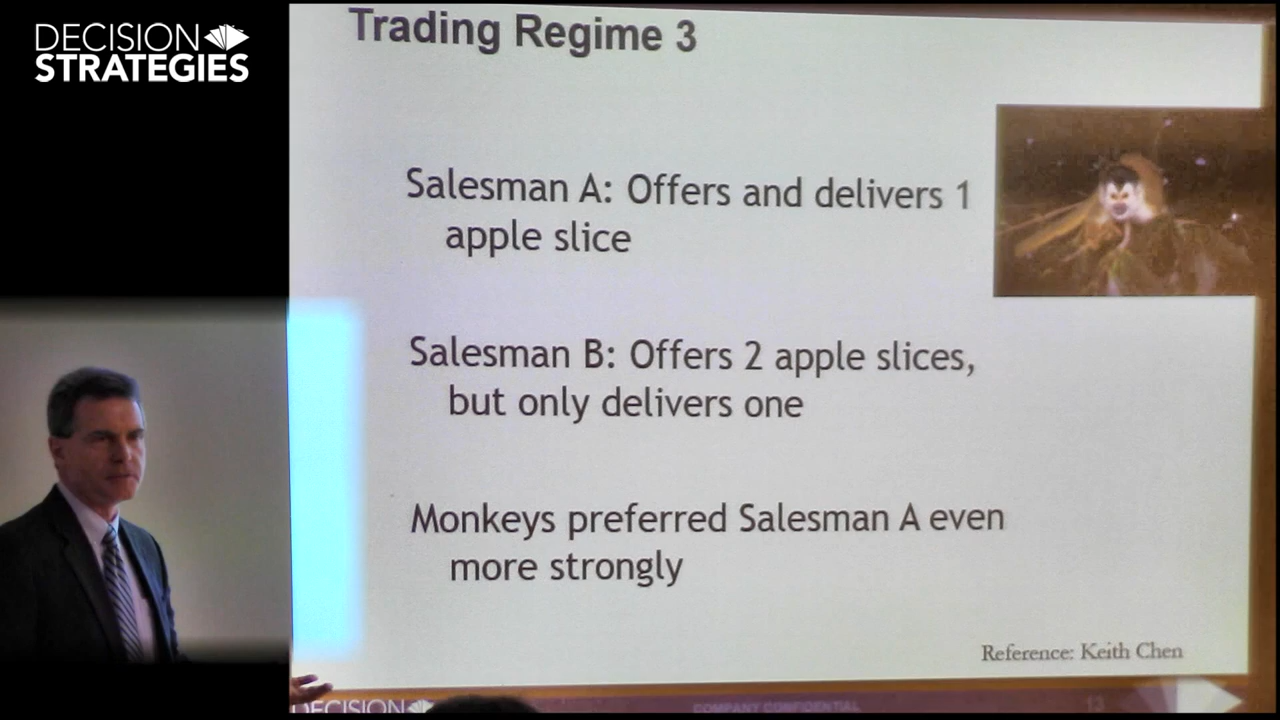 DECISION
STRATEGIES
Trading Regime 3
Salesman A: Offers and delivers 1
apple slice
Salesman B: Offers 2 apple slices,
but only delivers one
Monkeys preferred Salesman A even
more strongly
Reference: Keith Chen
DECISION
COMPANY CONFIDENTIAL
13